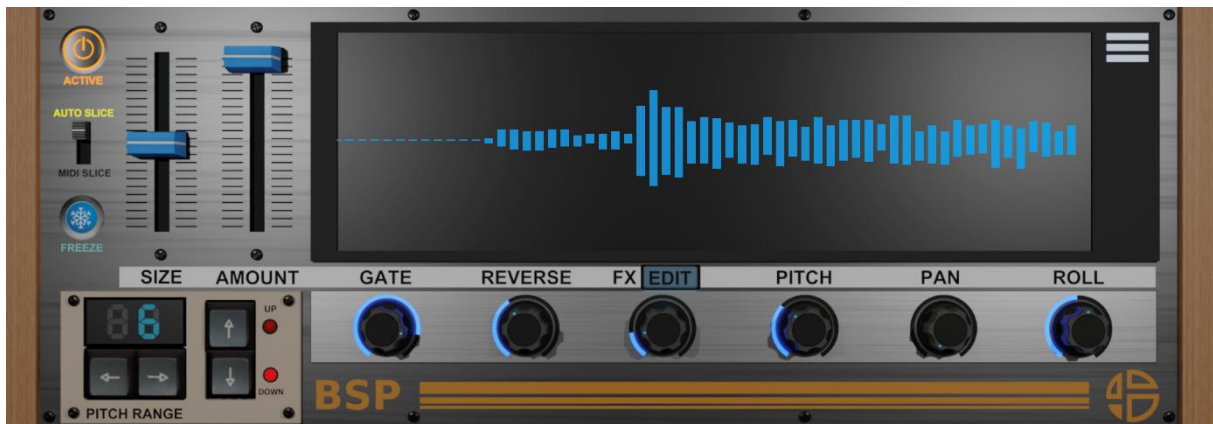 ACTIVE
AUTO SLICE
MIDI SLICE
FREEZE
SIZE AMOUNT GATE REVERSE FX EDIT PITCH PAN ROLL
6
UP
DOWN
PITCH RANGE
BSP